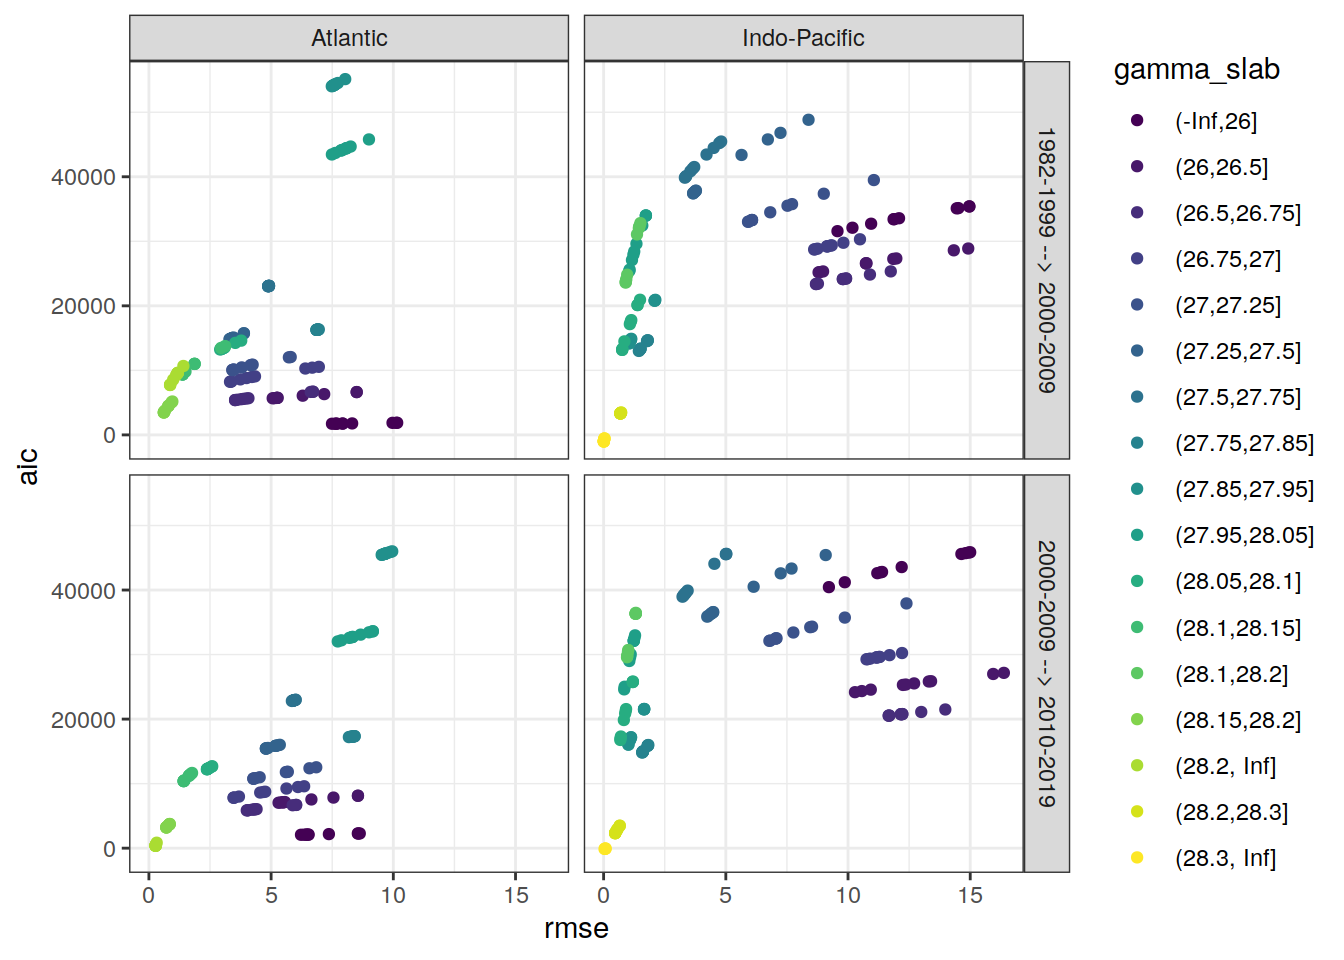 Atlantic
Indo-Pacific
1982-1999 --> 2000-2009
2000-2009 --> 2010-2019
40000
20000
0
40000
20000
0
aic
0
5
10
15
0
5
10
15
rmse
gamma_slab
(-Inf,26]
(26,26.5]
(26.5,26.75]
(26.75,27]
(27,27.25]
(27.25,27.5]
(27.5,27.75]
(27.75,27.85]
(27.85,27.95]
(27.95,28.05]
(28.05,28.1]
(28.1,28.15]
(28.1,28.2]
(28.15,28.2]
(28.2, Inf]
(28.2,28.3]
(28.3, Inf]